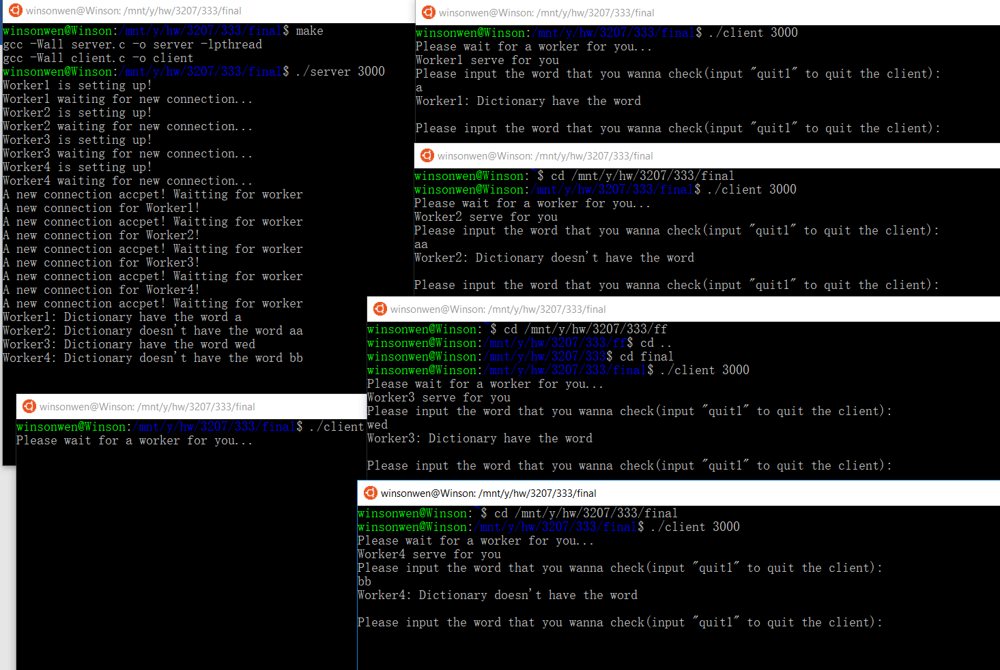 winsonwen@Winson: /mnt/y/hw/3207/333/final
winsonwen@Winson:/mnt/y/hw/3207/333/final$ make
gcc -Wall server.c -o server -lpthread
gcc -Wall client.c -o client
winsonwen@Winson:/mnt/y/hw/3207/333/final$ ./server 3000
Worker1 is setting up!
Worker1 waiting for new connection...
Worker2 is setting up!
Worker2 waiting for new connection...
Worker3 is setting up!
Worker3 waiting for new connection...
Worker4 is setting up!
Worker4 waiting for new connection...
A new connection accpet! Waitting for worker
A new connection for Worker1!
A new connection accpet! Waitting for worker
A new connection for Worker2!
A new connection accpet! Waitting for worker
A new connection for Worker3!
A new connection accpet! Waitting for worker
A new connection for Worker4!
A new connection accpet! Waitting for worker
Worker1: Dictionary have the word a
Worker2: Dictionary doesn't have the word aa
Worker3: Dictionary have the word wed
Worker4: Dictionary doesn't have the word bb
winsonwen@Winson: /mnt/y/hw/3207/333/final
winsonwen@Winson:/mnt/y/hw/3207/333/final$ ./client
Please wait for a worker for you...
winsonwen@Winson: /mnt/y/hw/3207/333/final
winsonwen@Winson:/mnt/y/hw/3207/333/final$ ./client 3000
Please wait for a worker for you...
Worker1 serve for you
Please input the word that you wanna check(input "quit1" to quit the client):
a
Worker1: Dictionary have the word
Please input the word that you wanna check(input "quit1" to quit the client):
winsonwen@Winson: /mnt/y/hw/3207/333/final
winsonwen@Winson:~$ cd /mnt/y/hw/3207/333/final
winsonwen@Winson:/mnt/y/hw/3207/333/final$ ./client 3000
Please wait for a worker for you...
Worker2 serve for you
Please input the word that you wanna check(input "quit1" to quit the client):
aa
Worker2: Dictionary doesn't have the word
Please input the word that you wanna check(input "quit1" to quit the client):
winsonwen@Winson: /mnt/y/hw/3207/333/final
winsonwen@Winson:~$ cd /mnt/y/hw/3207/333/ff
winsonwen@Winson:/mnt/y/hw/3207/333/ff$ cd ..
winsonwen@Winson:/mnt/y/hw/3207/333$ cd final
winsonwen@Winson:/mnt/y/hw/3207/333/final$ ./client 3000
Please wait for a worker for you...
Worker3 serve for you
Please input the word that you wanna check(input "quit1" to quit the client):
wed
Worker3: Dictionary have the word
Please input the word that you wanna check(input "quit1" to quit the client):
winsonwen@Winson: /mnt/y/hw/3207/333/final
winsonwen@Winson:~$ cd /mnt/y/hw/3207/333/final
winsonwen@Winson:/mnt/y/hw/3207/333/final$ ./client 3000
Please wait for a worker for you...
Worker4 serve for you
Please input the word that you wanna check(input "quit1" to quit the client):
bb
Worker4: Dictionary doesn't have the word
Please input the word that you wanna check(input "quit1" to quit the client):